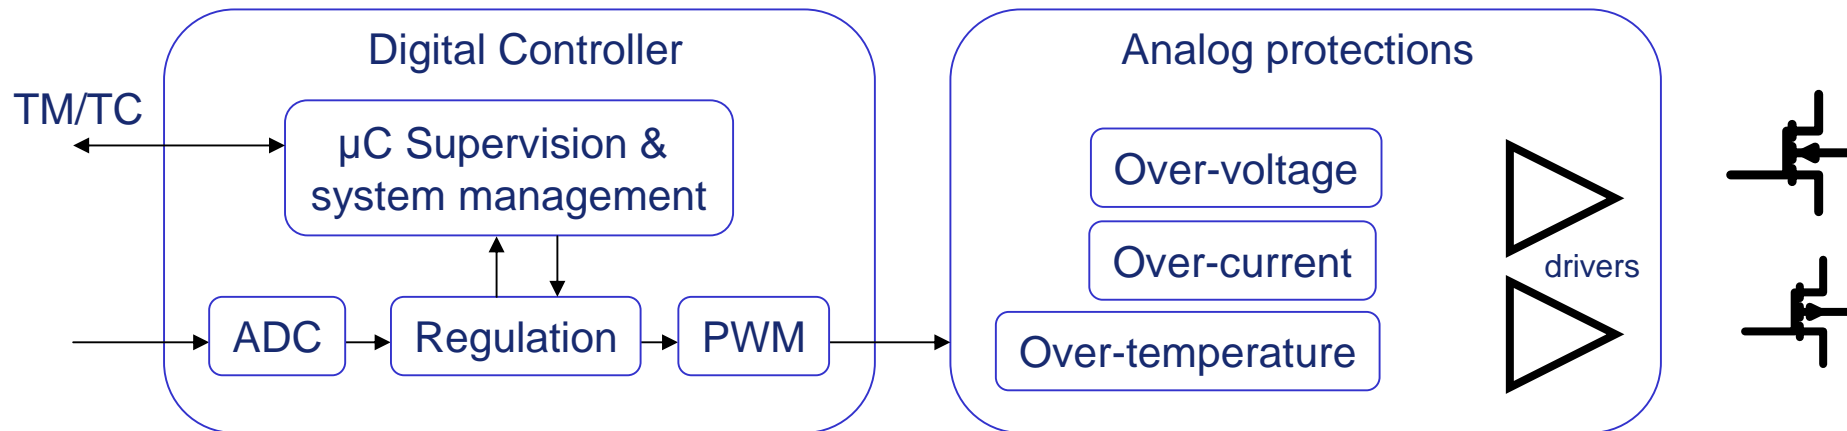 Digital Controller
TM/TC
µC Supervision &
system management
ADC
Regulation
PWM
Analog protections
Over-voltage
Over-current
Over-temperature
drivers